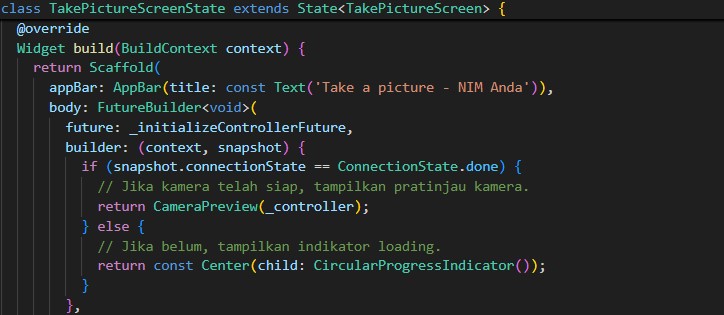 class TakePictureScreenState extends State<TakePictureScreen> {
  @override
  Widget build(BuildContext context) {
    return Scaffold(
      appBar: AppBar(title: const Text('Take a picture - NIM Anda')),
      body: FutureBuilder<void>(
        future: _initializeControllerFuture,
        builder: (context, snapshot) {
          if (snapshot.connectionState == ConnectionState.done) {
            // Jika kamera telah siap, tampilkan pratinjau kamera.
            return CameraPreview(_controller);
          } else {
            // Jika belum, tampilkan indikator loading.
            return const Center(child: CircularProgressIndicator());
          }
        },